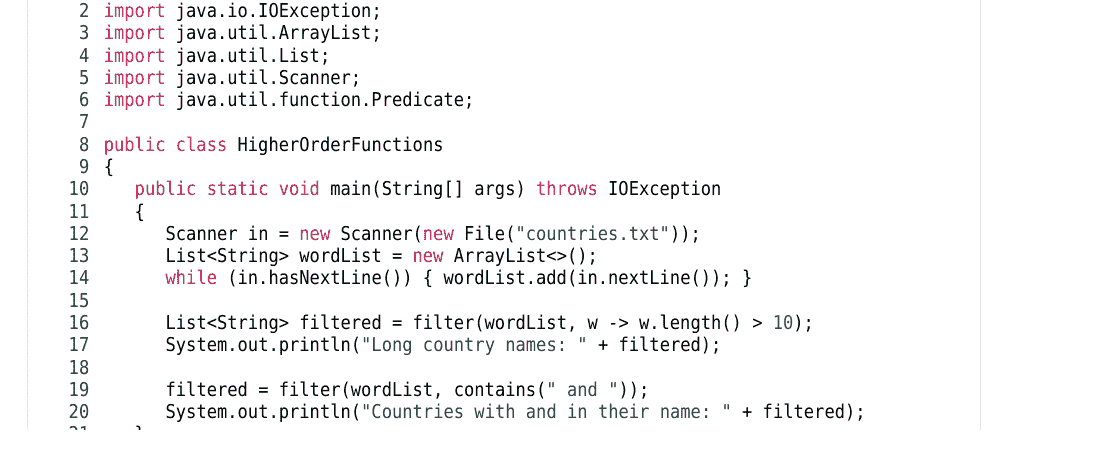 2 import java.io.IOException;
3 import java.util.ArrayList;
4 import java.util.List;
5 import java.util.Scanner;
6 import java.util.function.Predicate;
7
8 public class HigherOrderFunctions
9 {
10 public static void main(String[] args) throws IOException
11 {
12 Scanner in = new Scanner(new File("countries.txt"));
13 List<String> wordList = new ArrayList<>();
14 while (in.hasNextLine()) { wordList.add(in.nextLine()); }
15
16 List<String> filtered = filter(wordList, w -> w.length() > 10);
17 System.out.println("Long country names: " + filtered);
18
19 filtered = filter(wordList, contains(" and "));
20 System.out.println("Countries with and in their name: " + filtered);